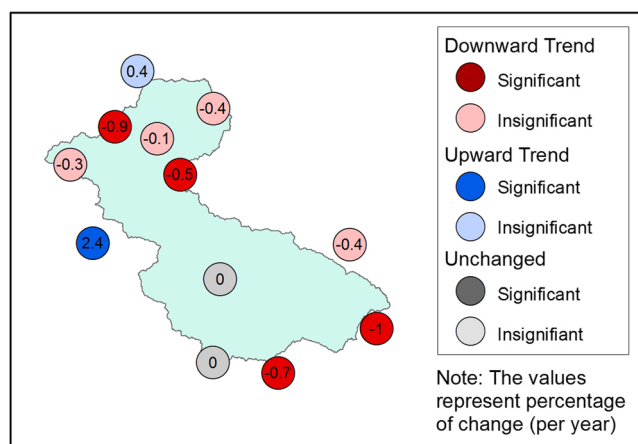 0.4
-0.4
-0.9
-0.1
-0.3
-0.5
2.4
-0.4
0
-1
0
-0.7
Downward Trend
Significant
Insignificant
Upward Trend
Significant
Insignificant
Unchanged
Significant
Insignifiant
Note: The values
represent percentage
of change (per year)